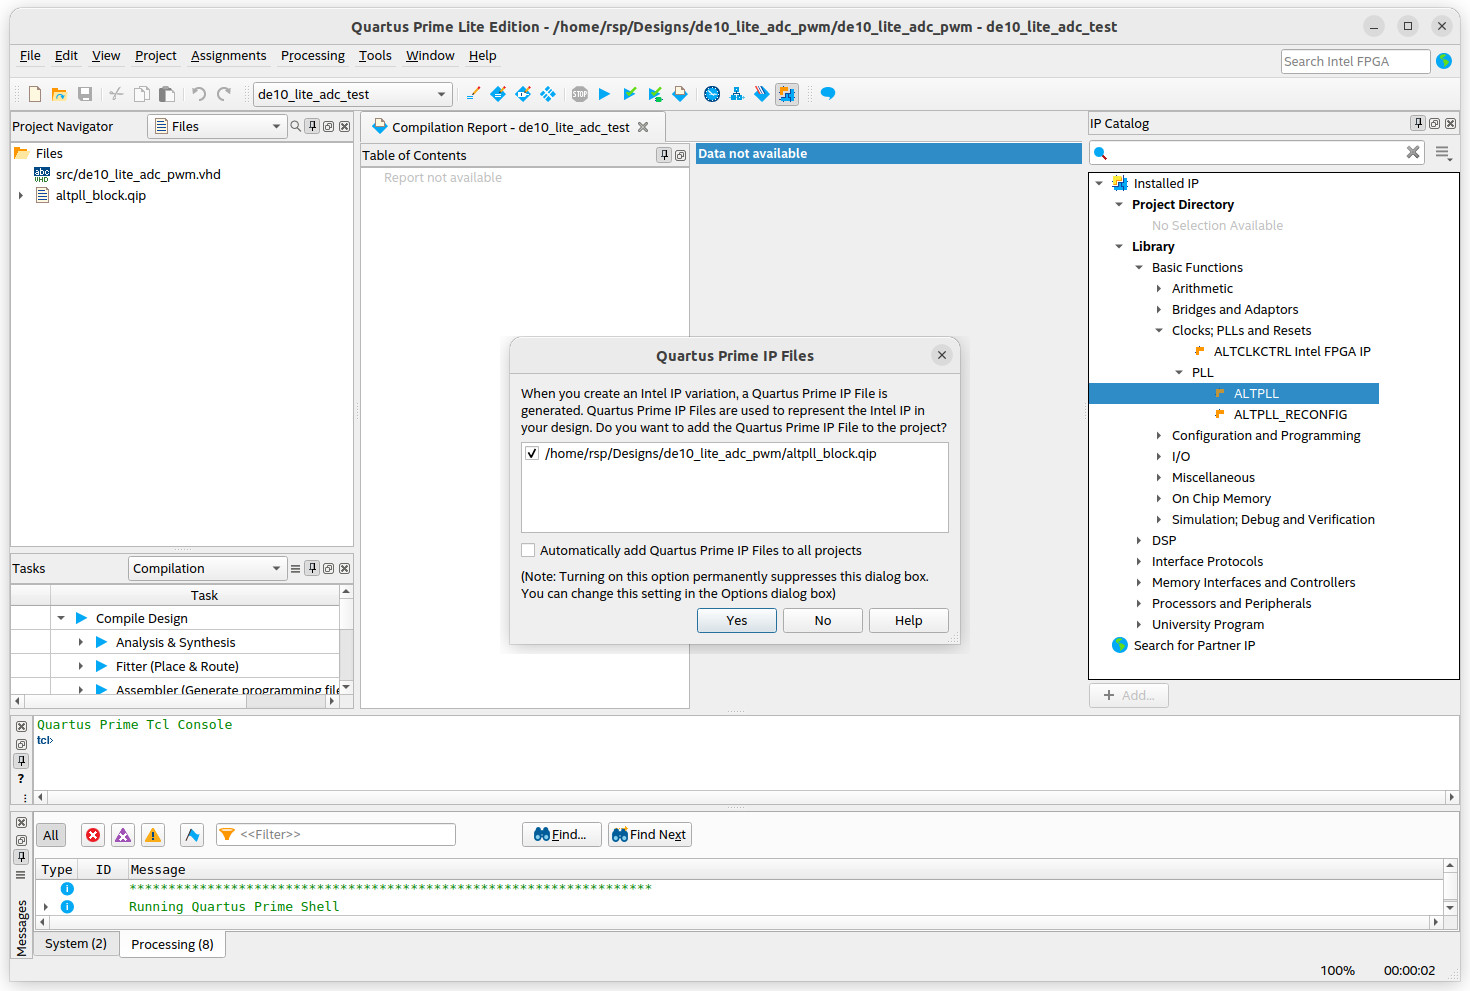 Quartus Prime Lite Edition - /home/rsp/Designs/de10_lite_adc_pwm/de10_lite_adc_pwm - de10_lite_adc_test
File Edit View Project Assignments Processing Tools Window Help
Search Intel FPGA
de10_lite_adc_test
STOP
Project Navigator
Files
Files
abc
VHD
src/de10_lite_adc_pwm.vhd
altpll_block.qip
Compilation Report - de10_lite_adc_test
Table of Contents
Report not available
Data not available
IP Catalog
Installed IP
Project Directory
No Selection Available
Library
Basic Functions
Arithmetic
Bridges and Adaptors
Clocks; PLLs and Resets
ALTCLKCTRL Intel FPGA IP
PLL
ALTPLL
ALTPLL_RECONFIG
Configuration and Programming
I/O
Miscellaneous
On Chip Memory
Simulation; Debug and Verification
DSP
Interface Protocols
Memory Interfaces and Controllers
Processors and Peripherals
University Program
Search for Partner IP
+ Add...
Quartus Prime IP Files
When you create an Intel IP variation, a Quartus Prime IP File is
generated. Quartus Prime IP Files are used to represent the Intel IP in
your design. Do you want to add the Quartus Prime IP File to the project?
/home/rsp/Designs/de10_lite_adc_pwm/altpll_block.qip
Automatically add Quartus Prime IP Files to all projects
(Note: Turning on this option permanently suppresses this dialog box.
You can change this setting in the Options dialog box)
Yes
No
Help
Tasks
Compilation
Task
Compile Design
Analysis & Synthesis
Fitter (Place & Route)
Assembler (Generate programming file
Quartus Prime Tcl Console
tcl>
?
All
<<Filter>>
Find...
Find Next
Type ID Message
*******************************************************************
Running Quartus Prime Shell
Messages
System (2)
Processing (8)
100%
00:00:02